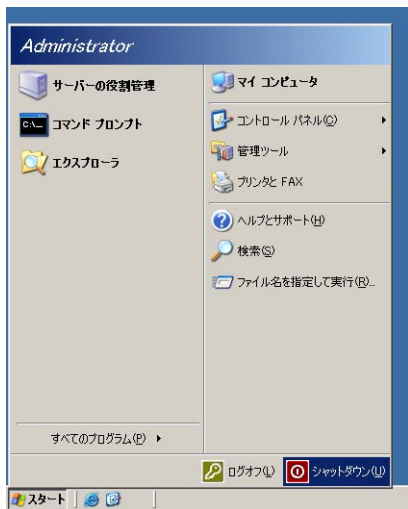 Administrator
サーバーの役割管理
コマンド プロンプト
エクスプローラ
すべてのプログラム(P)
マイ コンピュータ
コントロール パネル(C)
管理ツール
プリンタと FAX
ヘルプとサポート(H)
検索(S)
ファイル名を指定して実行(R)...
ログオフ(L)
シャットダウン(U)
スタート